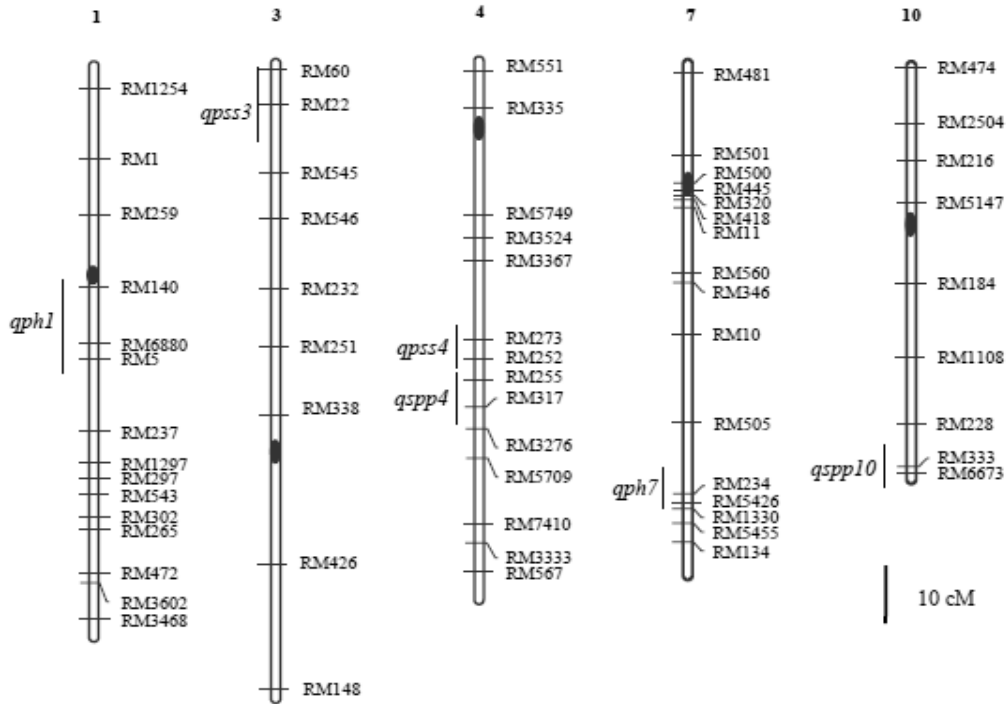 1
3
4
7
10
RM1254
RM1
RM259
RM140
RM6880
RM5
RM237
RM1297
RM297
RM543
RM302
RM265
RM472
RM3602
RM3468
qph1
RM60
RM22
RM545
RM546
RM232
RM251
RM338
RM426
RM148
qpss3
RM551
RM335
RM5749
RM3524
RM3367
RM273
RM252
RM255
RM317
RM3276
RM5709
RM7410
RM3333
RM567
qpss4
qspp4
RM481
RM501
RM500
RM445
RM320
RM418
RM11
RM560
RM346
RM10
RM505
RM234
RM5426
RM1330
RM5455
RM134
qph7
RM474
RM2504
RM216
RM5147
RM184
RM1108
RM228
RM333
RM6673
qspp10
10 cM